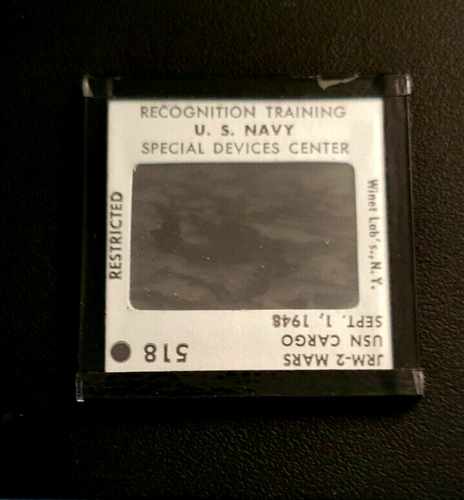 RECOGNITION TRAINING
U. S. NAVY
SPECIAL DEVICES CENTER
RESTRICTED
Winet Lab's., N. Y.
JRM-2 MARS
USN CARGO
SEPT. 1, 1948
518